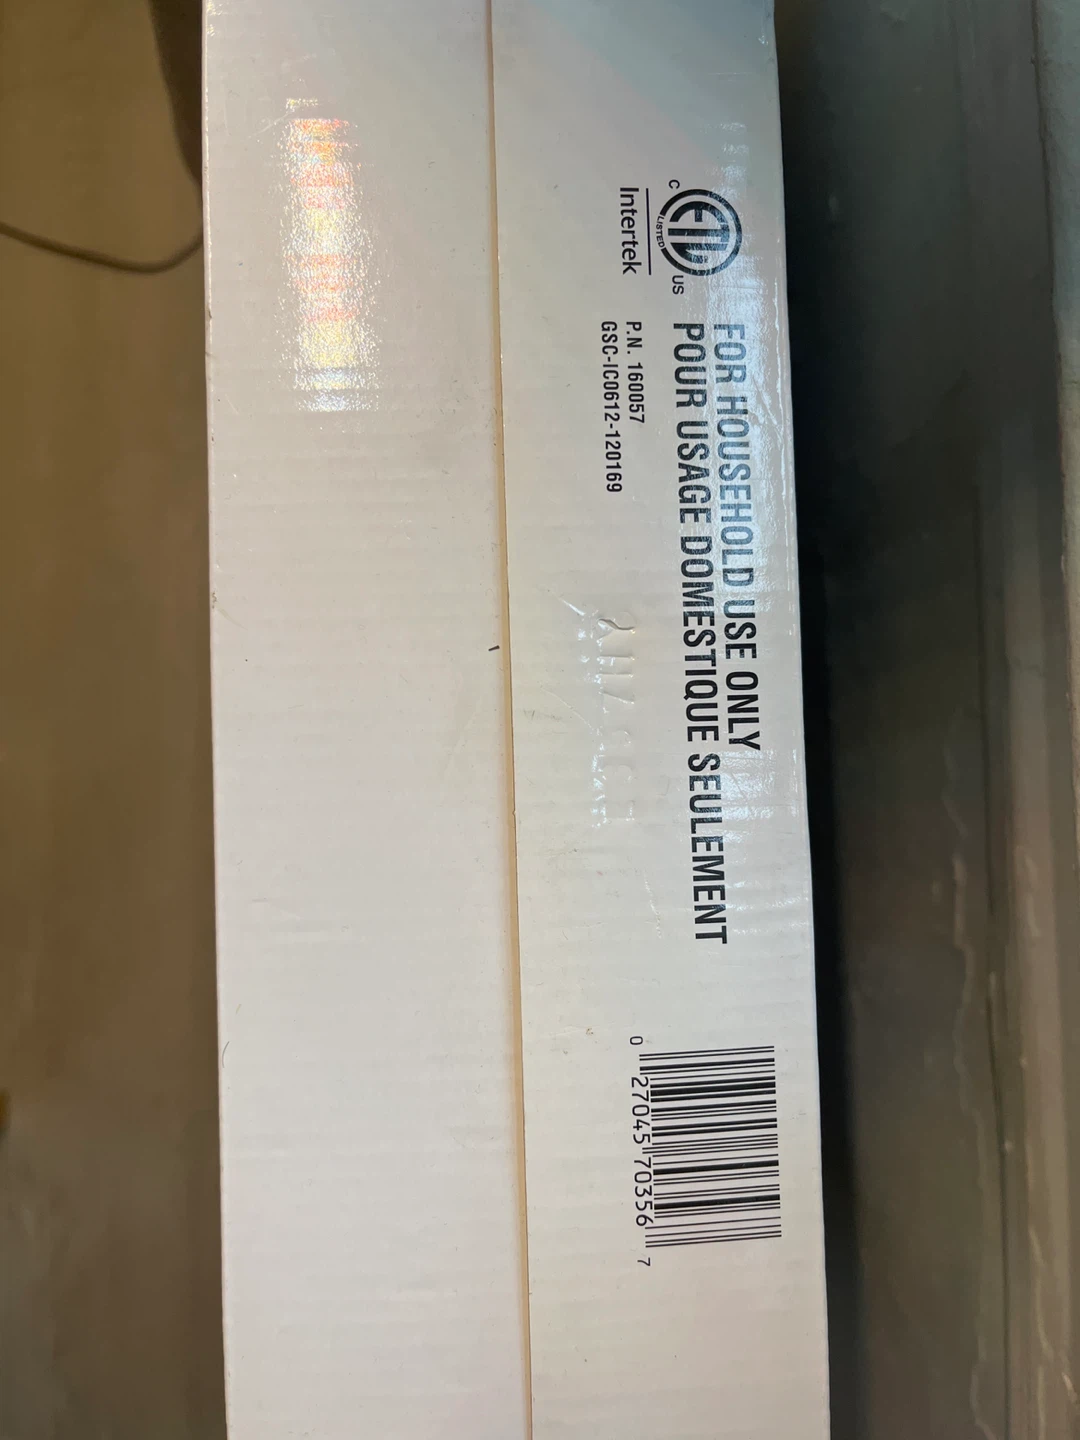 FOR HOUSEHOLD USE ONLY
POUR USAGE DOMESTIQUE SEULEMENT
C
LISTED
US
Intertek
P.N. 160057
GSC-IC0612-120169
0 27045 70356 7